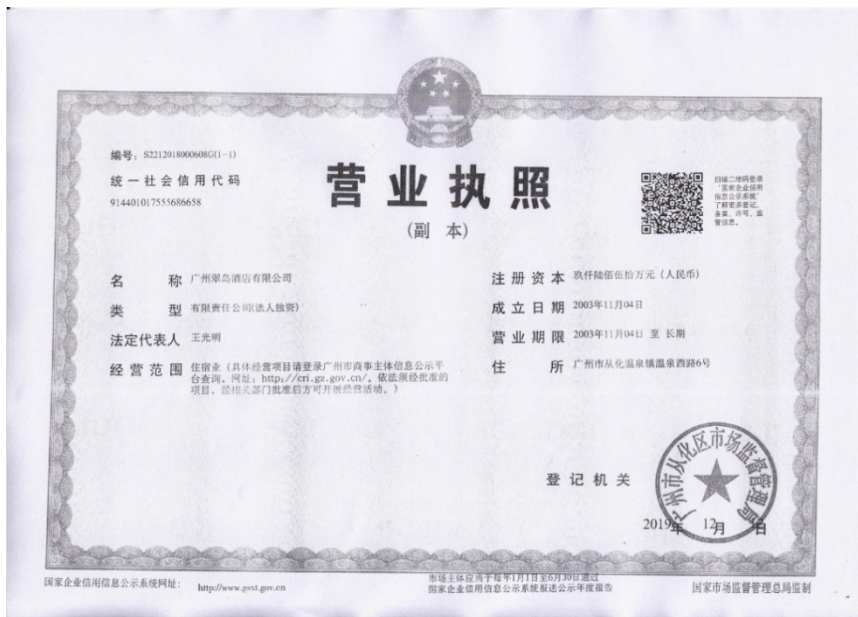 编号：S2212018000608G(1-1)
统一社会信用代码
914401017555686658
营业执照
(副 本)
扫描二维码登录
“国家企业信用
信息公示系统”
了解更多登记、
备案、许可、监
管信息。
名 称 广州翠岛酒店有限公司
类 型 有限责任公司(法人独资)
法定代表人 王光明
经营范围 住宿业（具体经营项目请登录广州市商事主体信息公示平
台查询。网址：http://cri.gz.gov.cn/。依法须经批准的
项目，经相关部门批准后方可开展经营活动。）
注册资本 玖仟陆佰伍拾万元（人民币）
成立日期 2003年11月04日
营业期限 2003年11月04日 至 长期
住 所 广州市从化温泉镇温泉西路6号
登记机关
广州市从化区市场监督管理局
2019年 12月 日
国家企业信用信息公示系统网址：
http://www.gsxt.gov.cn
市场主体应当于每年1月1日至6月30日通过
国家企业信用信息公示系统报送公示年度报告
国家市场监督管理总局监制